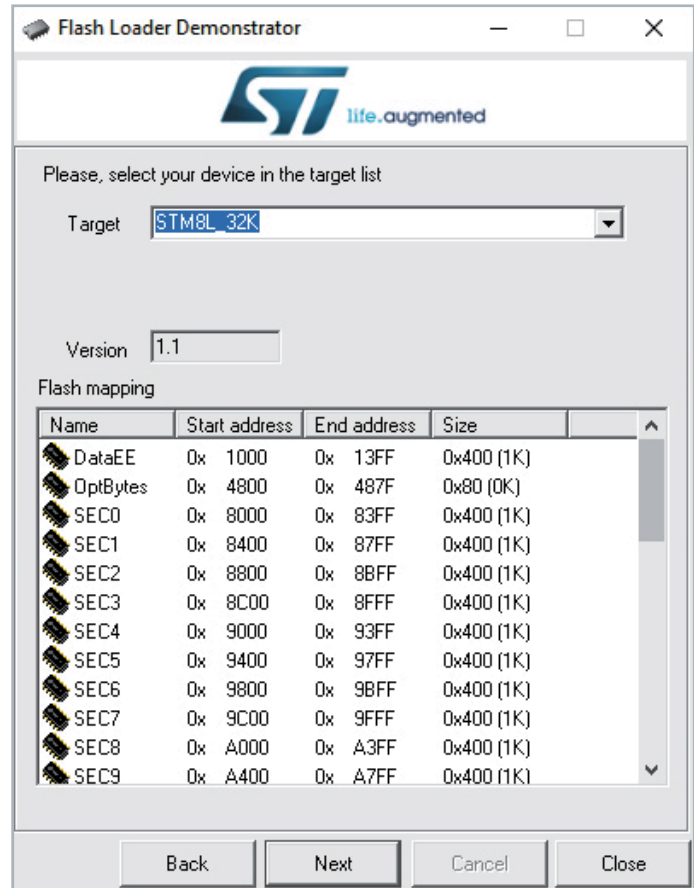 Flash Loader Demonstrator
ST life.augmented
Please, select your device in the target list
Target STM8L_32K
Version 1.1
Flash mapping
Name Start address End address Size
DataEE 0x 1000 0x 13FF 0x400 (1K)
OptBytes 0x 4800 0x 487F 0x80 (0K)
SEC0 0x 8000 0x 83FF 0x400 (1K)
SEC1 0x 8400 0x 87FF 0x400 (1K)
SEC2 0x 8800 0x 8BFF 0x400 (1K)
SEC3 0x 8C00 0x 8FFF 0x400 (1K)
SEC4 0x 9000 0x 93FF 0x400 (1K)
SEC5 0x 9400 0x 97FF 0x400 (1K)
SEC6 0x 9800 0x 9BFF 0x400 (1K)
SEC7 0x 9C00 0x 9FFF 0x400 (1K)
SEC8 0x A000 0x A3FF 0x400 (1K)
SEC9 0x A400 0x A7FF 0x400 (1K)
Back Next Cancel Close